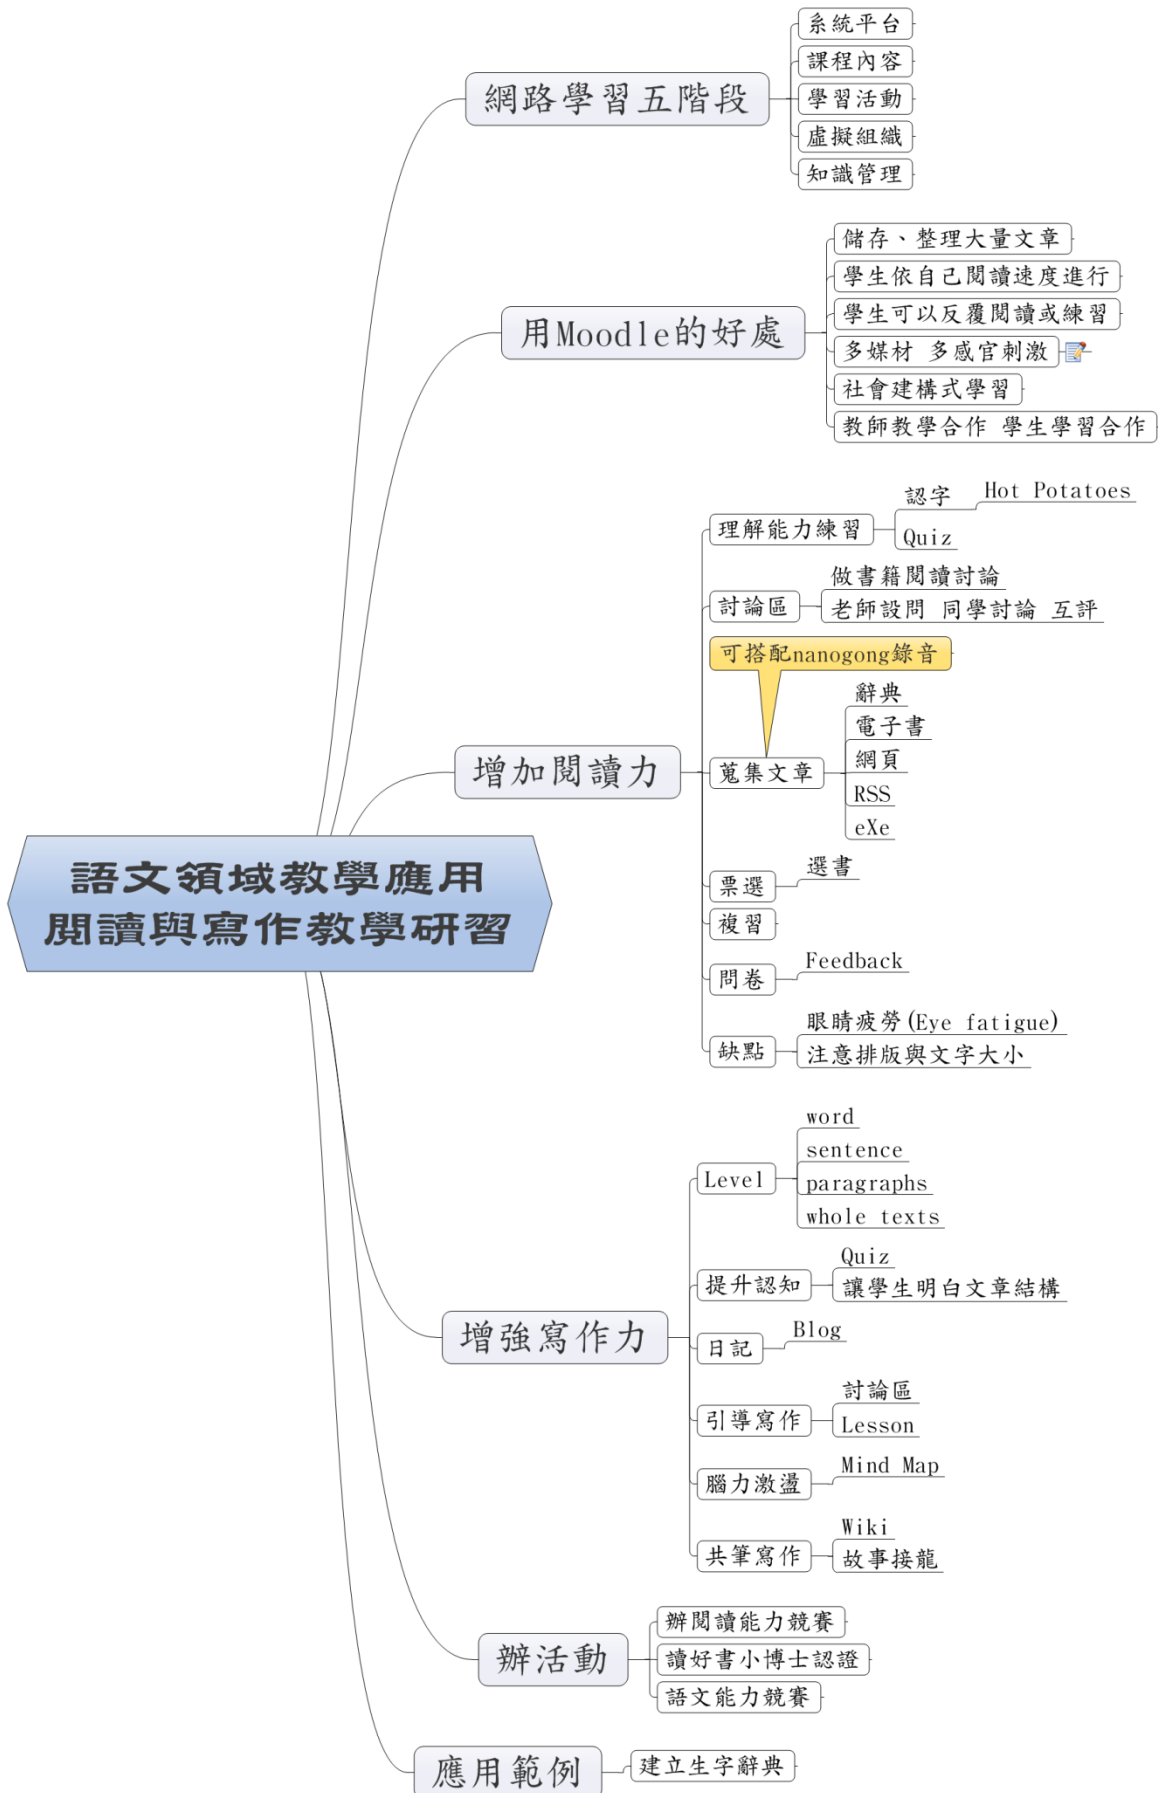 語文領域教學應用
閱讀與寫作教學研習
網路學習五階段
系統平台
課程內容
學習活動
虛擬組織
知識管理
用Moodle的好處
儲存、整理大量文章
學生依自己閱讀速度進行
學生可以反覆閱讀或練習
多媒材 多感官刺激
社會建構式學習
教師教學合作 學生學習合作
增加閱讀力
理解能力練習
認字
Hot Potatoes
Quiz
討論區
做書籍閱讀討論
老師設問 同學討論 互評
可搭配nanogong錄音
蒐集文章
辭典
電子書
網頁
RSS
eXe
票選
選書
複習
問卷
Feedback
缺點
眼睛疲勞(Eye fatigue)
注意排版與文字大小
增強寫作力
Level
word
sentence
paragraphs
whole texts
提升認知
Quiz
讓學生明白文章結構
日記
Blog
引導寫作
討論區
Lesson
腦力激盪
Mind Map
共筆寫作
Wiki
故事接龍
辦活動
辦閱讀能力競賽
讀好書小博士認證
語文能力競賽
應用範例
建立生字辭典